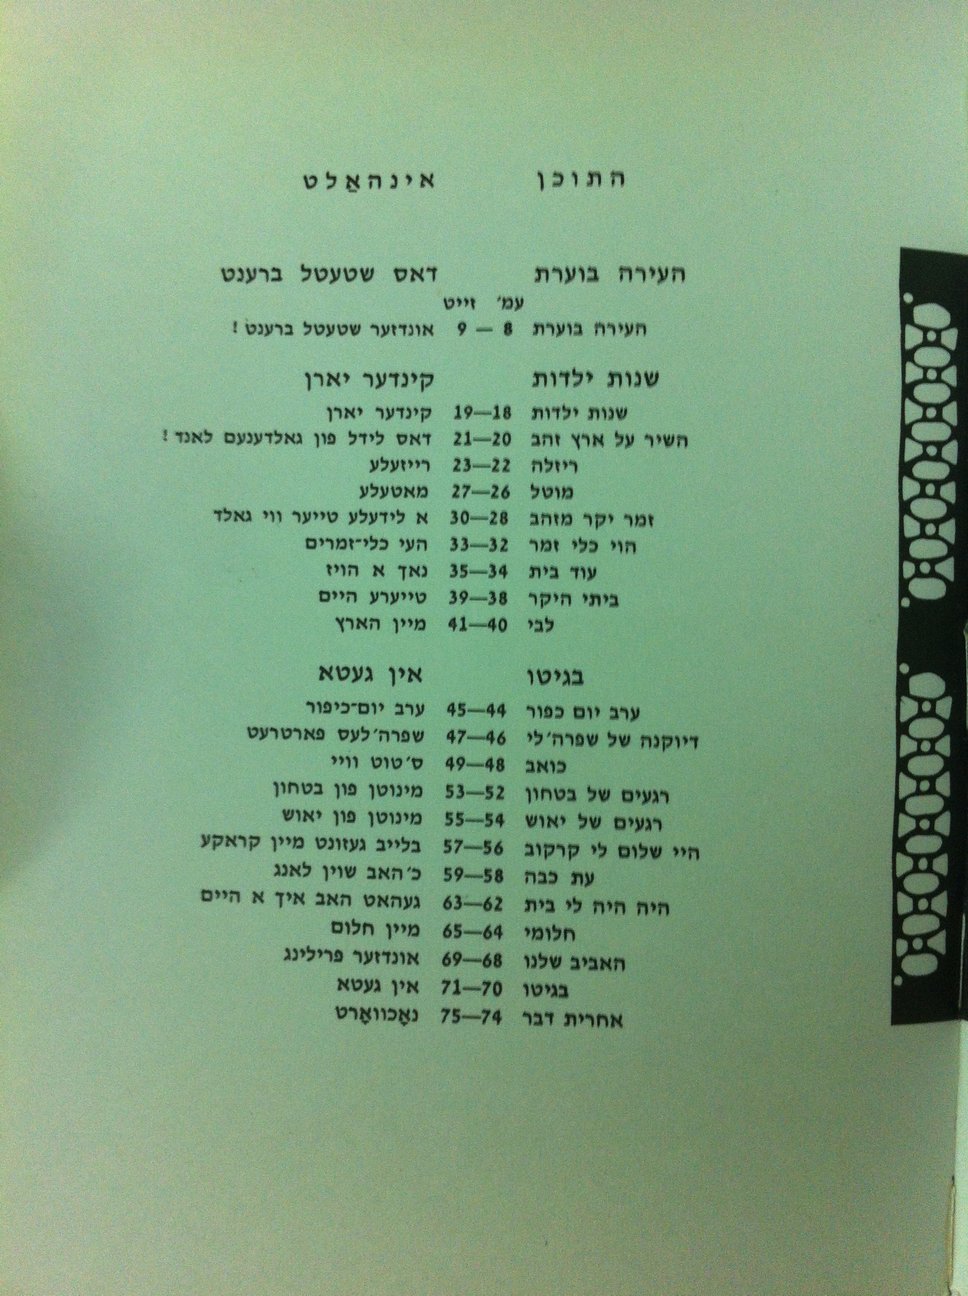 התוכן אינהאַלט
העירה בוערת דאס שטעטל ברענט
עמ׳ זייט
העירה בוערת 8 — 9 אונדזער שטעטל ברענט !
שנות ילדות קינדער יארן
שנות ילדות 18—19 קינדער יארן
השיר על ארץ זהב 20—21 דאס לידל פון גאלדענעם לאנד !
ריזלה 22—23 רייזעלע
מוטל 26—27 מאטעלע
זמר יקר מזהב 28—30 א לידעלע טייער ווי גאלד
הוי כלי זמר 32—33 העי כלי־זמרים
עוד בית 34—35 נאך א הויז
ביתי היקר 38—39 טייערע היים
לבי 40—41 מיין הארץ
בגיטו אין געטא
ערב יום כפור 44—45 ערב יום־כיפור
דיוקנה של שפרה׳לי 46—47 שפרה׳לעס פארטרעט
כואב 48—49 ס׳טוט וויי
רגעים של בטחון 52—53 מינוטן פון בטחון
רגעים של יאוש 54—55 מינוטן פון יאוש
היי שלום לי קרקוב 56—57 בלייב געזונט מיין קראקע
עת כבה 58—59 כ׳האב שוין לאנג
היה היה לי בית 62—63 געהאט האב איך א היים
חלומי 64—65 מיין חלום
האביב שלנו 68—69 אונדזער פרילינג
בגיטו 70—71 אין געטא
אחרית דבר 74—75 נאָכוואָרט